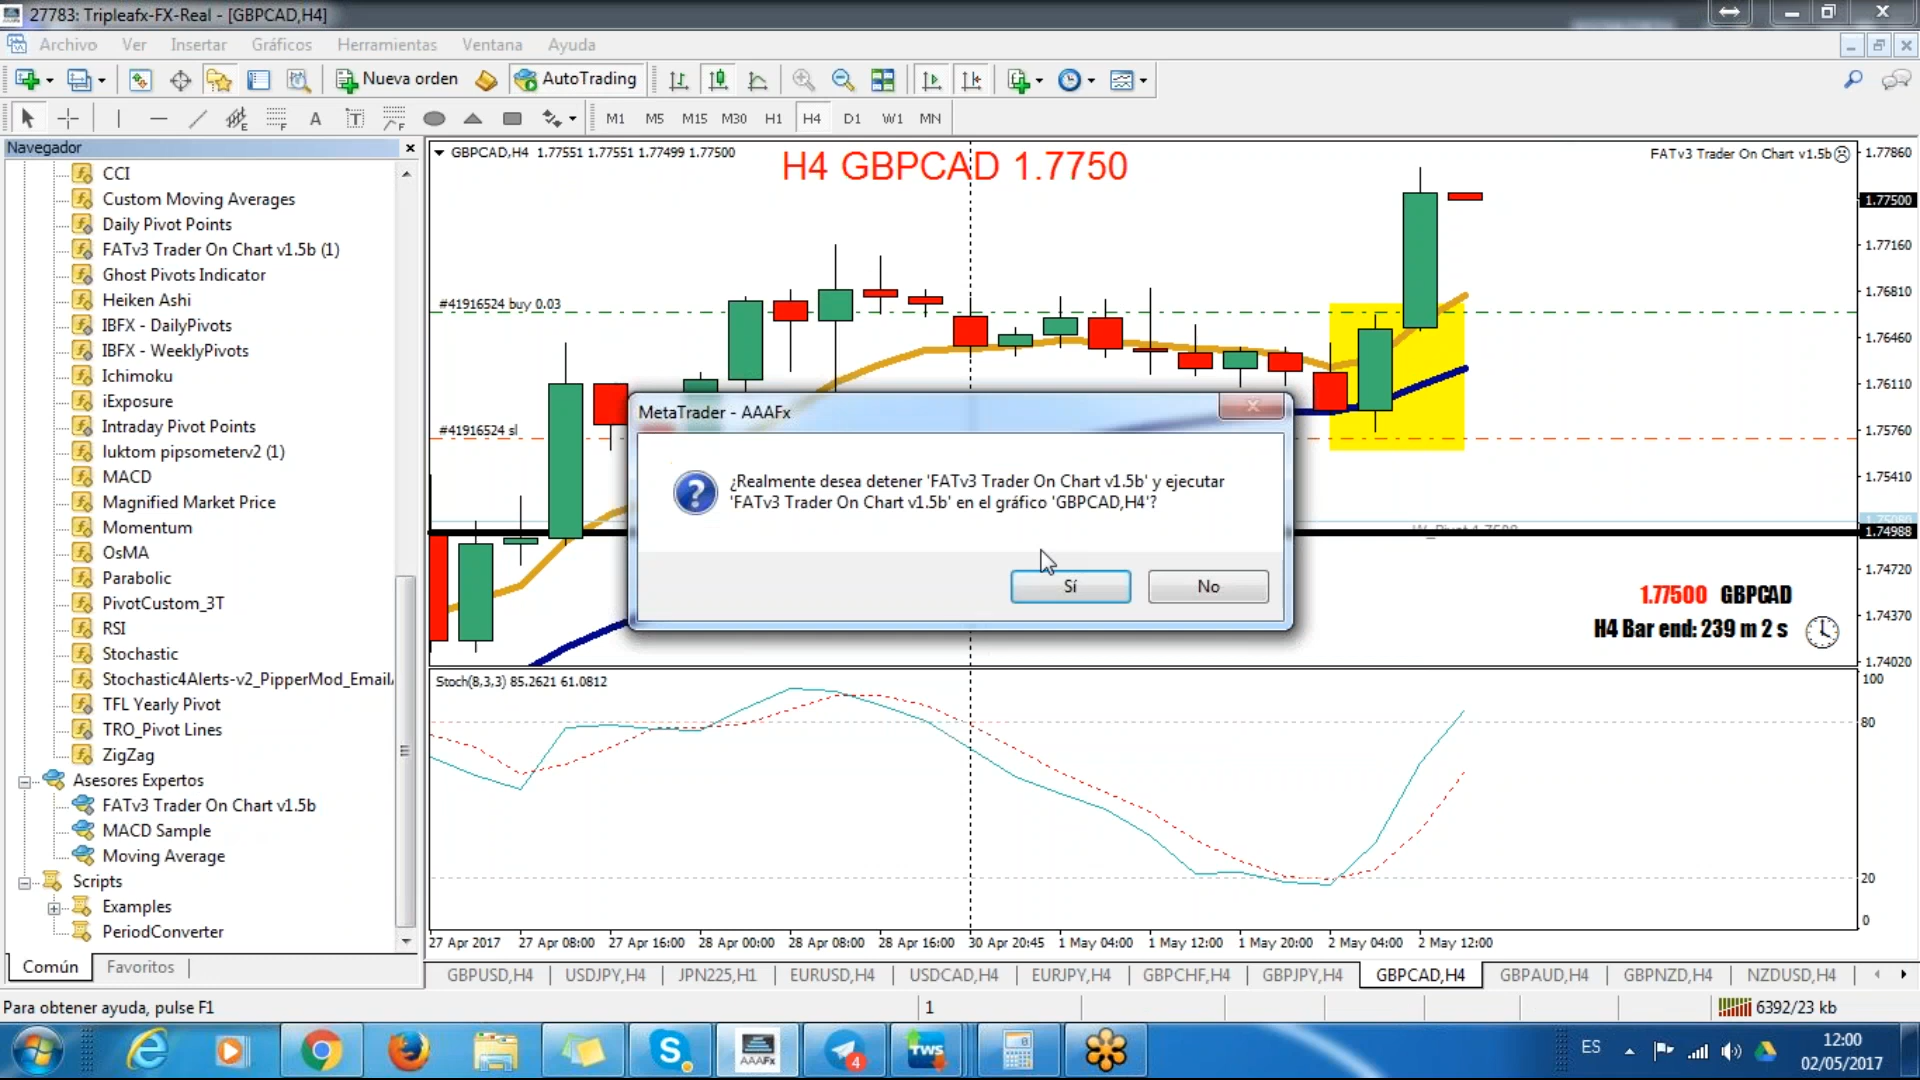 27783: Tripleafx-FX-Real - [GBPCAD,H4]
Archivo Ver Insertar Gráficos Herramientas Ventana Ayuda
Nueva orden AutoTrading
M1 M5 M15 M30 H1 H4 D1 W1 MN
Navegador
CCI
Custom Moving Averages
Daily Pivot Points
FATv3 Trader On Chart v1.5b (1)
Ghost Pivots Indicator
Heiken Ashi
IBFX - DailyPivots
IBFX - WeeklyPivots
Ichimoku
iExposure
Intraday Pivot Points
luktom pipsometerv2 (1)
MACD
Magnified Market Price
Momentum
OsMA
Parabolic
PivotCustom_3T
RSI
Stochastic
Stochastic4Alerts-v2_PipperMod_Email
TFL Yearly Pivot
TRO_Pivot Lines
ZigZag
Asesores Expertos
FATv3 Trader On Chart v1.5b
MACD Sample
Moving Average
Scripts
Examples
PeriodConverter
Común Favoritos
GBPCAD,H4 1.77551 1.77551 1.77499 1.77500
H4 GBPCAD 1.7750
FATv3 Trader On Chart v1.5b
#41916524 buy 0.03
#41916524 sl
1.77860
1.77500
1.77160
1.76810
1.76460
1.76110
1.75760
1.75410
1.74988
1.74720
1.74370
1.74020
MetaTrader - AAAFx
¿Realmente desea detener 'FATv3 Trader On Chart v1.5b' y ejecutar
'FATv3 Trader On Chart v1.5b' en el gráfico 'GBPCAD,H4'?
Sí No
1.77500 GBPCAD
H4 Bar end: 239 m 2 s
Stoch(8,3,3) 85.2621 61.0812
100
80
20
0
27 Apr 2017 27 Apr 08:00 27 Apr 16:00 28 Apr 00:00 28 Apr 08:00 28 Apr 16:00 30 Apr 20:45 1 May 04:00 1 May 12:00 1 May 20:00 2 May 04:00 2 May 12:00
GBPUSD,H4 USDJPY,H4 JPN225,H1 EURUSD,H4 USDCAD,H4 EURJPY,H4 GBPCHF,H4 GBPJPY,H4 GBPCAD,H4 GBPAUD,H4 GBPNZD,H4 NZDUSD,H4
Para obtener ayuda, pulse F1
1
6392/23 kb
AAAFx
4
TWS
ES
12:00
02/05/2017